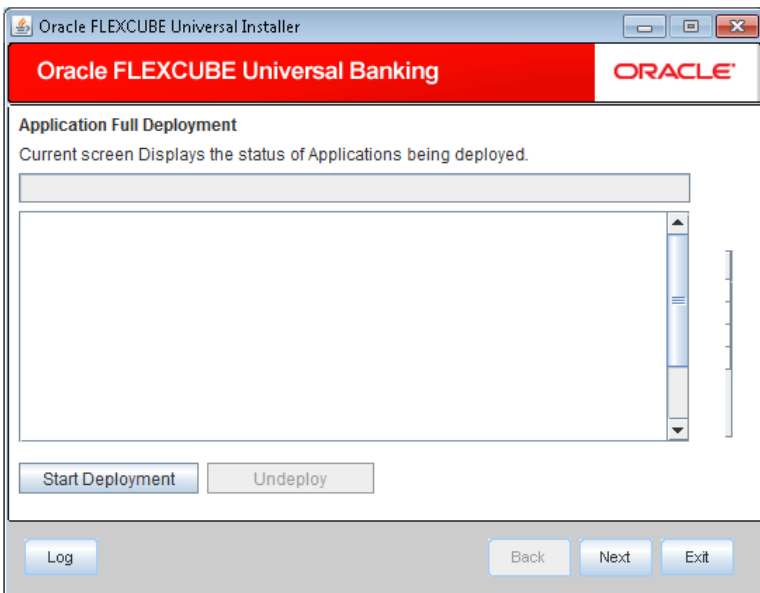 Oracle FLEXCUBE Universal Installer
Oracle FLEXCUBE Universal Banking
ORACLE
Application Full Deployment
Current screen Displays the status of Applications being deployed.
Start Deployment
Undeploy
Log
Back
Next
Exit